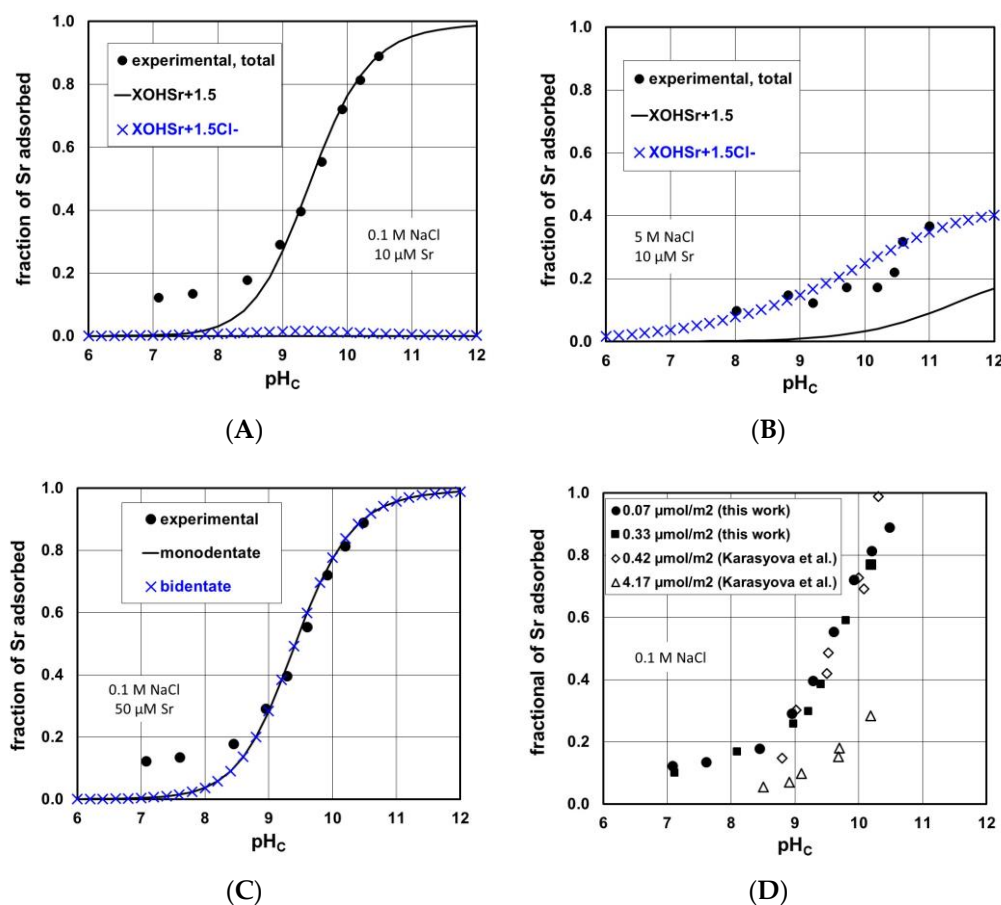 fraction of Sr adsorbed
1.0
0.8
0.6
0.4
0.2
0.0
experimental, total
XOHSr+1.5
XOHSr+1.5Cl-
0.1 M NaCl
10 µM Sr
6 7 8 9 10 11 12
pHC
(A)
fraction of Sr adsorbed
1.0
0.8
0.6
0.4
0.2
0.0
experimental, total
XOHSr+1.5
XOHSr+1.5Cl-
5 M NaCl
10 µM Sr
6 7 8 9 10 11 12
pHC
(B)
fraction of Sr adsorbed
1.0
0.8
0.6
0.4
0.2
0.0
experimental
monodentate
bidentate
0.1 M NaCl
50 µM Sr
6 7 8 9 10 11 12
pHC
(C)
fractional of Sr adsorbed
1.0
0.8
0.6
0.4
0.2
0.0
0.07 µmol/m2 (this work)
0.33 µmol/m2 (this work)
0.42 µmol/m2 (Karasyova et al.)
4.17 µmol/m2 (Karasyova et al.)
0.1 M NaCl
6 7 8 9 10 11 12
pHC
(D)